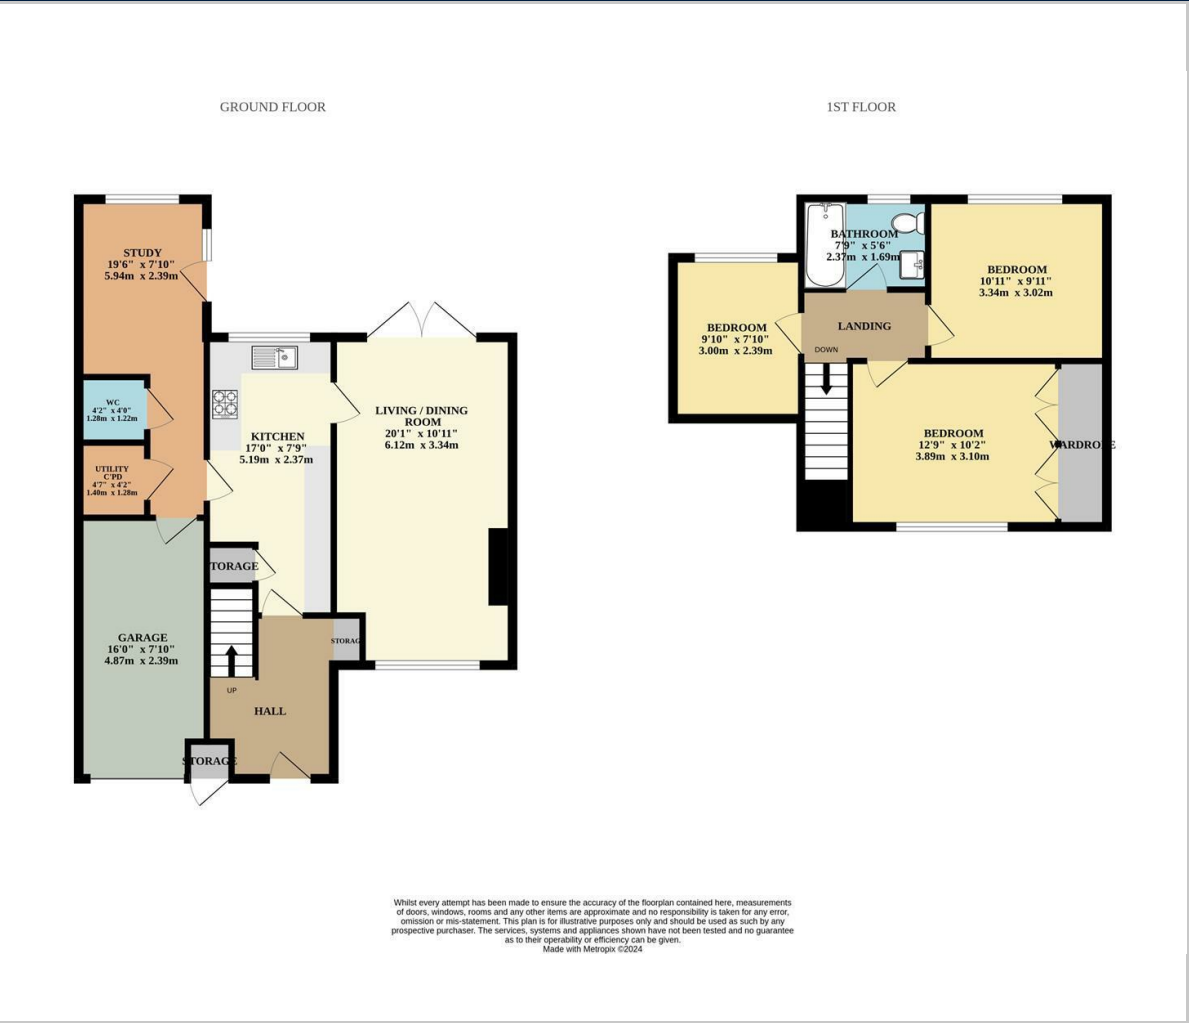 GROUND FLOOR
1ST FLOOR
STUDY
19'6" x 7'10"
5.94m x 2.39m
WC
4'2" x 4'0"
1.28m x 1.22m
UTILITY
C'PD
4'7" x 4'2"
1.40m x 1.28m
KITCHEN
17'0" x 7'9"
5.19m x 2.37m
LIVING / DINING
ROOM
20'1" x 10'11"
6.12m x 3.34m
TORAGE
GARAGE
16'0" x 7'10"
4.87m x 2.39m
STORAG
UP
HALL
STORAGE
BATHROOM
7'9" x 5'6"
2.37m x 1.69m
BEDROOM
10'11" x 9'11"
3.34m x 3.02m
BEDROOM
9'10" x 7'10"
3.00m x 2.39m
LANDING
DOWN
BEDROOM
12'9" x 10'2"
3.89m x 3.10m
WARDROBE
Whilst every attempt has been made to ensure the accuracy of the floorplan contained here, measurements
of doors, windows, rooms and any other items are approximate and no responsibility is taken for any error,
omission or mis-statement. This plan is for illustrative purposes only and should be used as such by any
prospective purchaser. The services, systems and appliances shown have not been tested and no guarantee
as to their operability or efficiency can be given.
Made with Metropix ©2024